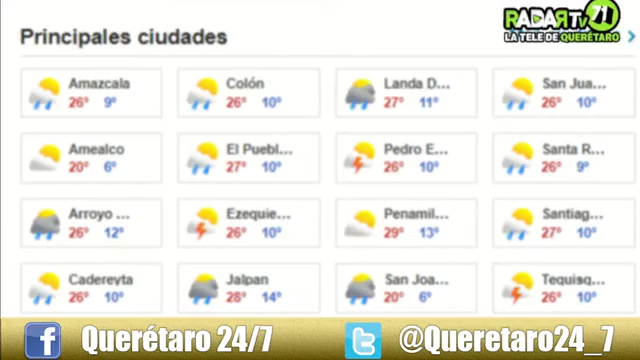 RADARTV 71
LA TELE DE QUERÉTARO
Principales ciudades
Amazcala
26° 9°
Colón
26° 10°
Landa D...
27° 11°
San Jua...
26° 10°
Amealco
20° 6°
El Puebl...
27° 10°
Pedro E...
26° 10°
Santa R...
26° 9°
Arroyo ...
26° 12°
Ezequie...
26° 10°
Penamil...
29° 13°
Santiag...
27° 10°
Cadereyta
26° 10°
Jalpan
28° 14°
San Joa...
20° 6°
Tequisq...
26° 10°
f Querétaro 24/7
t @Queretaro24_7